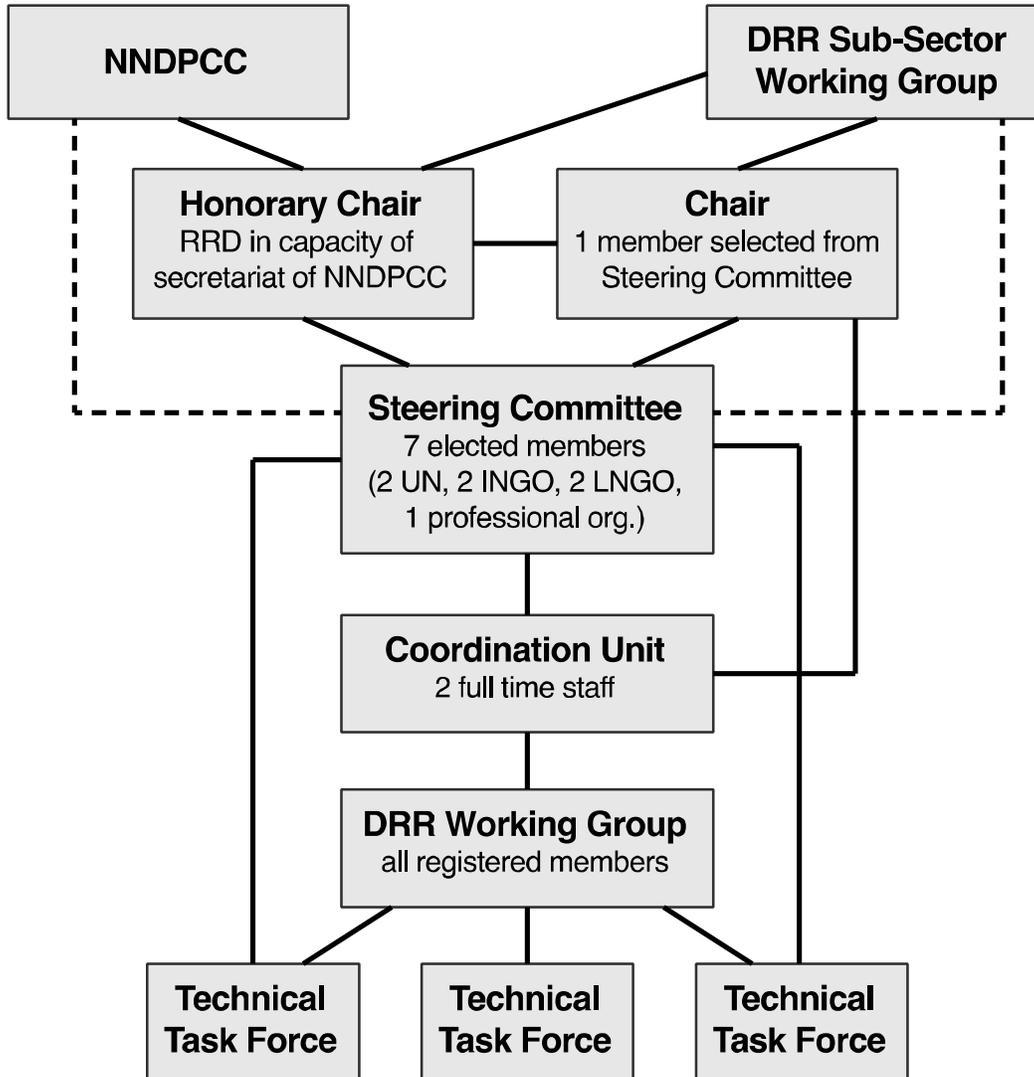 NNDPCC
DRR Sub-Sector
Working Group
Honorary Chair
RRD in capacity of
secretariat of NNDPCC
Chair
1 member selected from
Steering Committee
Steering Committee
7 elected members
(2 UN, 2 INGO, 2 LNGO,
1 professional org.)
Coordination Unit
2 full time staff
DRR Working Group
all registered members
Technical
Task Force
Technical
Task Force
Technical
Task Force